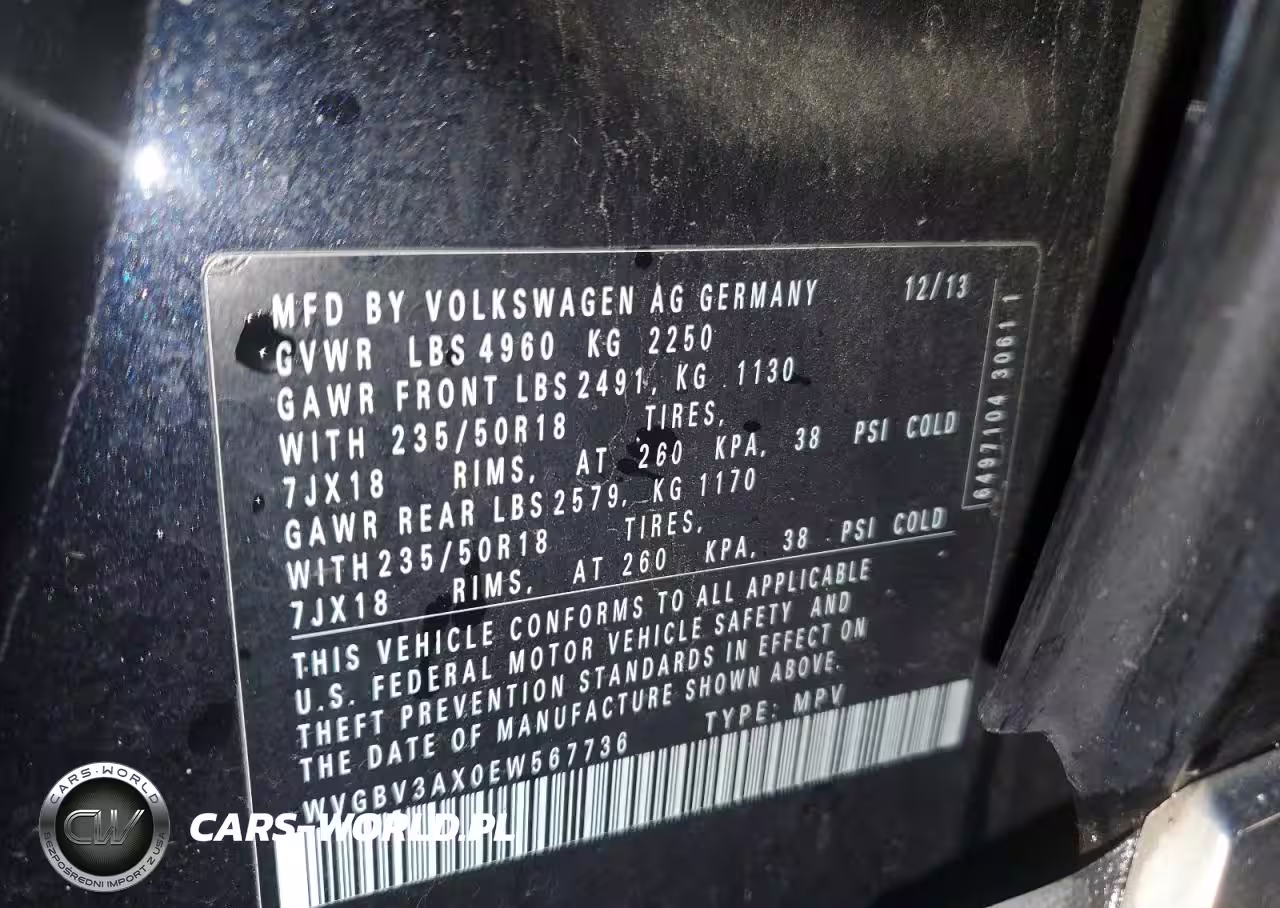 MFD BY VOLKSWAGEN AG GERMANY 12/13
GVWR LBS 4960 KG 2250
GAWR FRONT LBS 2491, KG 1130
WITH 235/50R18 TIRES,
7JX18 RIMS, AT 260 KPA, 38 PSI COLD
GAWR REAR LBS 2579, KG 1170
WITH 235/50R18 TIRES,
7JX18 RIMS, AT 260 KPA, 38 PSI COLD
THIS VEHICLE CONFORMS TO ALL APPLICABLE
U.S. FEDERAL MOTOR VEHICLE SAFETY AND
THEFT PREVENTION STANDARDS IN EFFECT ON
THE DATE OF MANUFACTURE SHOWN ABOVE.
WVGBV3AX0EW567736 TYPE: MPV
6497104 3061 1
CARS-WORLD
CW
BEZPOŚREDNI IMPORT Z USA
CARS-WORLD.PL